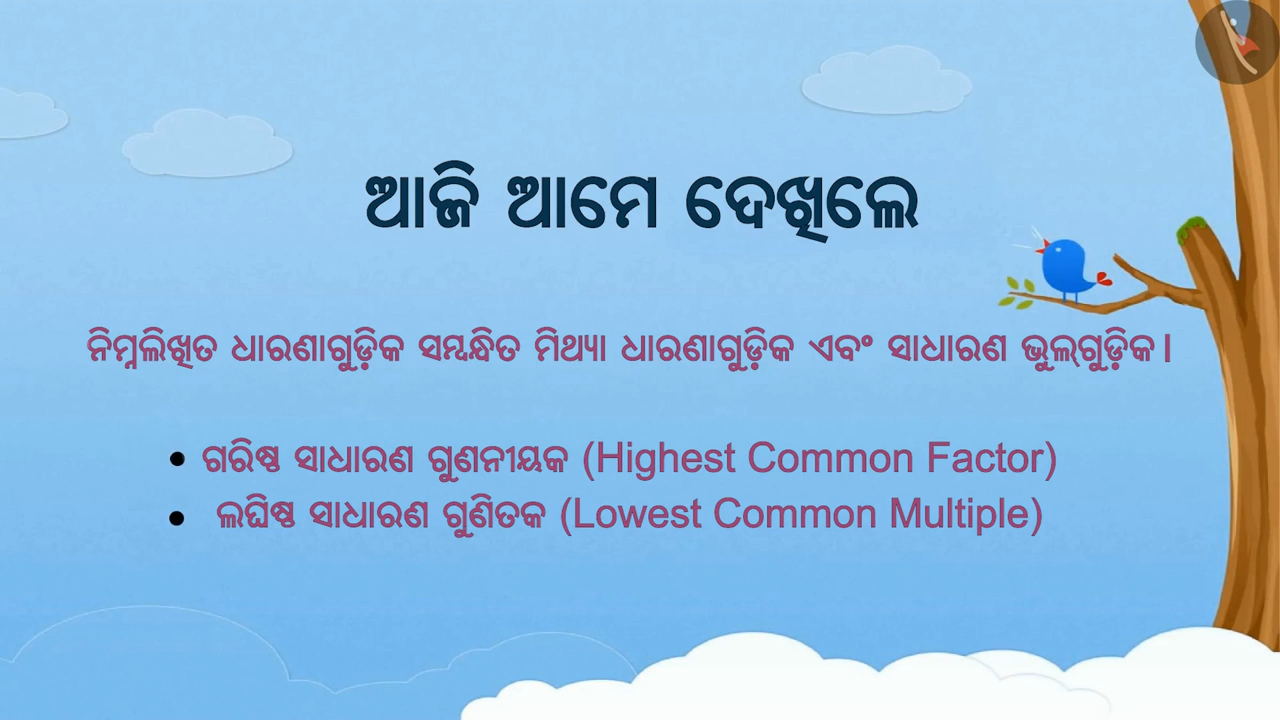 ଆଜି ଆମେ ଦେଖିଲେ
ନିମ୍ନଲିଖିତ ଧାରଣାଗୁଡ଼ିକ ସମ୍ବନ୍ଧିତ ମିଥ୍ୟା ଧାରଣାଗୁଡ଼ିକ ଏବଂ ସାଧାରଣ ଭୁଲ୍‌ଗୁଡ଼ିକ।
• ଗରିଷ୍ଠ ସାଧାରଣ ଗୁଣନୀୟକ (Highest Common Factor)
• ଲଘିଷ୍ଠ ସାଧାରଣ ଗୁଣିତକ (Lowest Common Multiple)